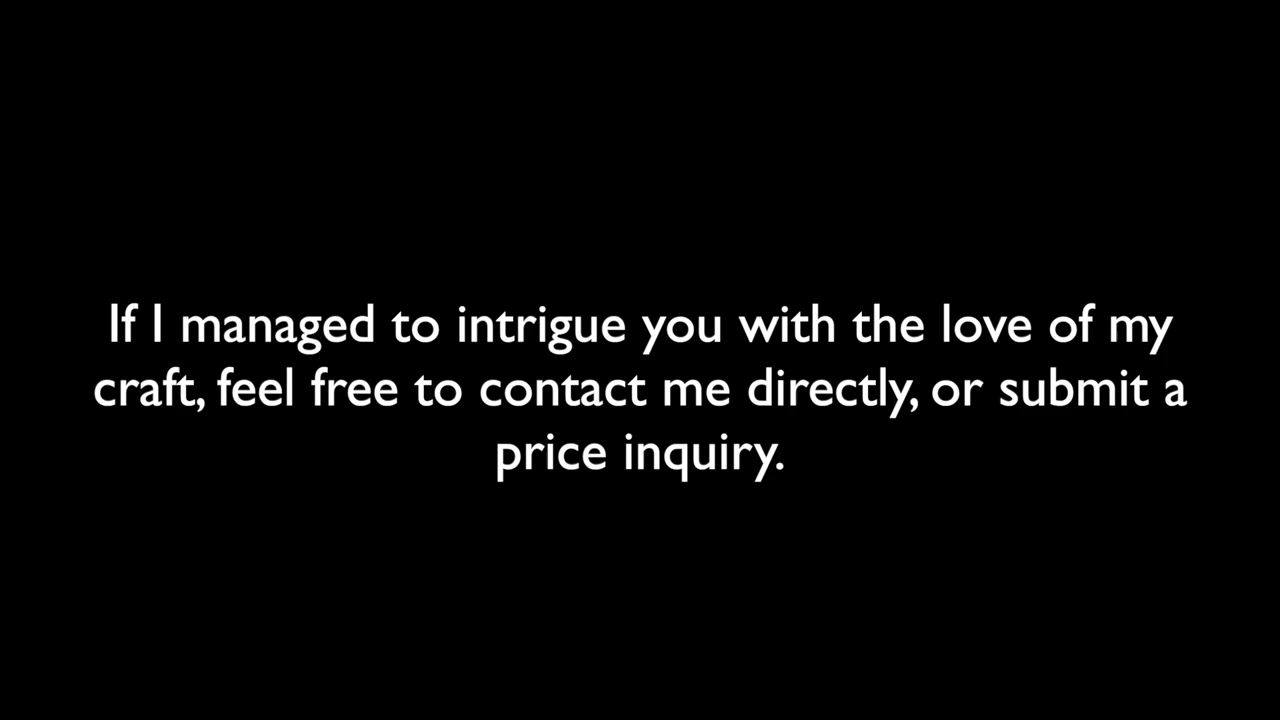 If I managed to intrigue you with the love of my
craft, feel free to contact me directly, or submit a
price inquiry.